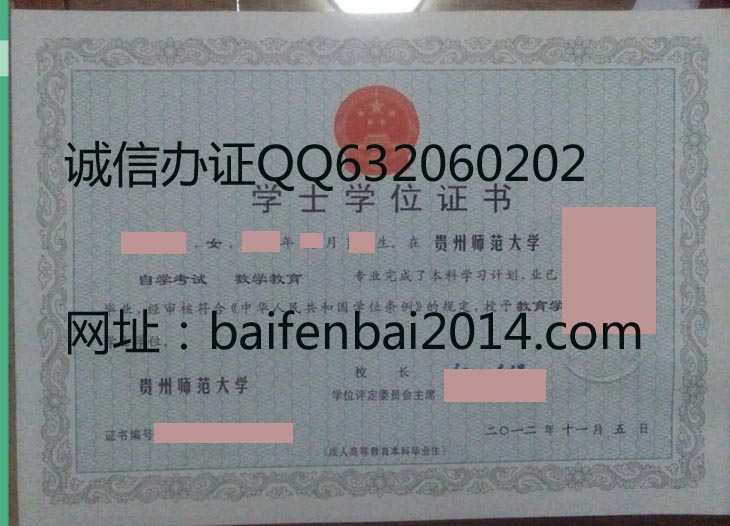 诚信办证QQ632060202
学士学位证书
，女，年 月 生。在 贵州师范大学
自学考试 数学教育 专业完成了本科学习计划，业已
毕业，经审核符合《中华人民共和国学位条例》的规定，授予教育学
网址：baifenbai2014.com
位。
校 长
贵州师范大学
学位评定委员会主席
证书编号
二〇一二年十一月五日
（成人高等教育本科毕业生）